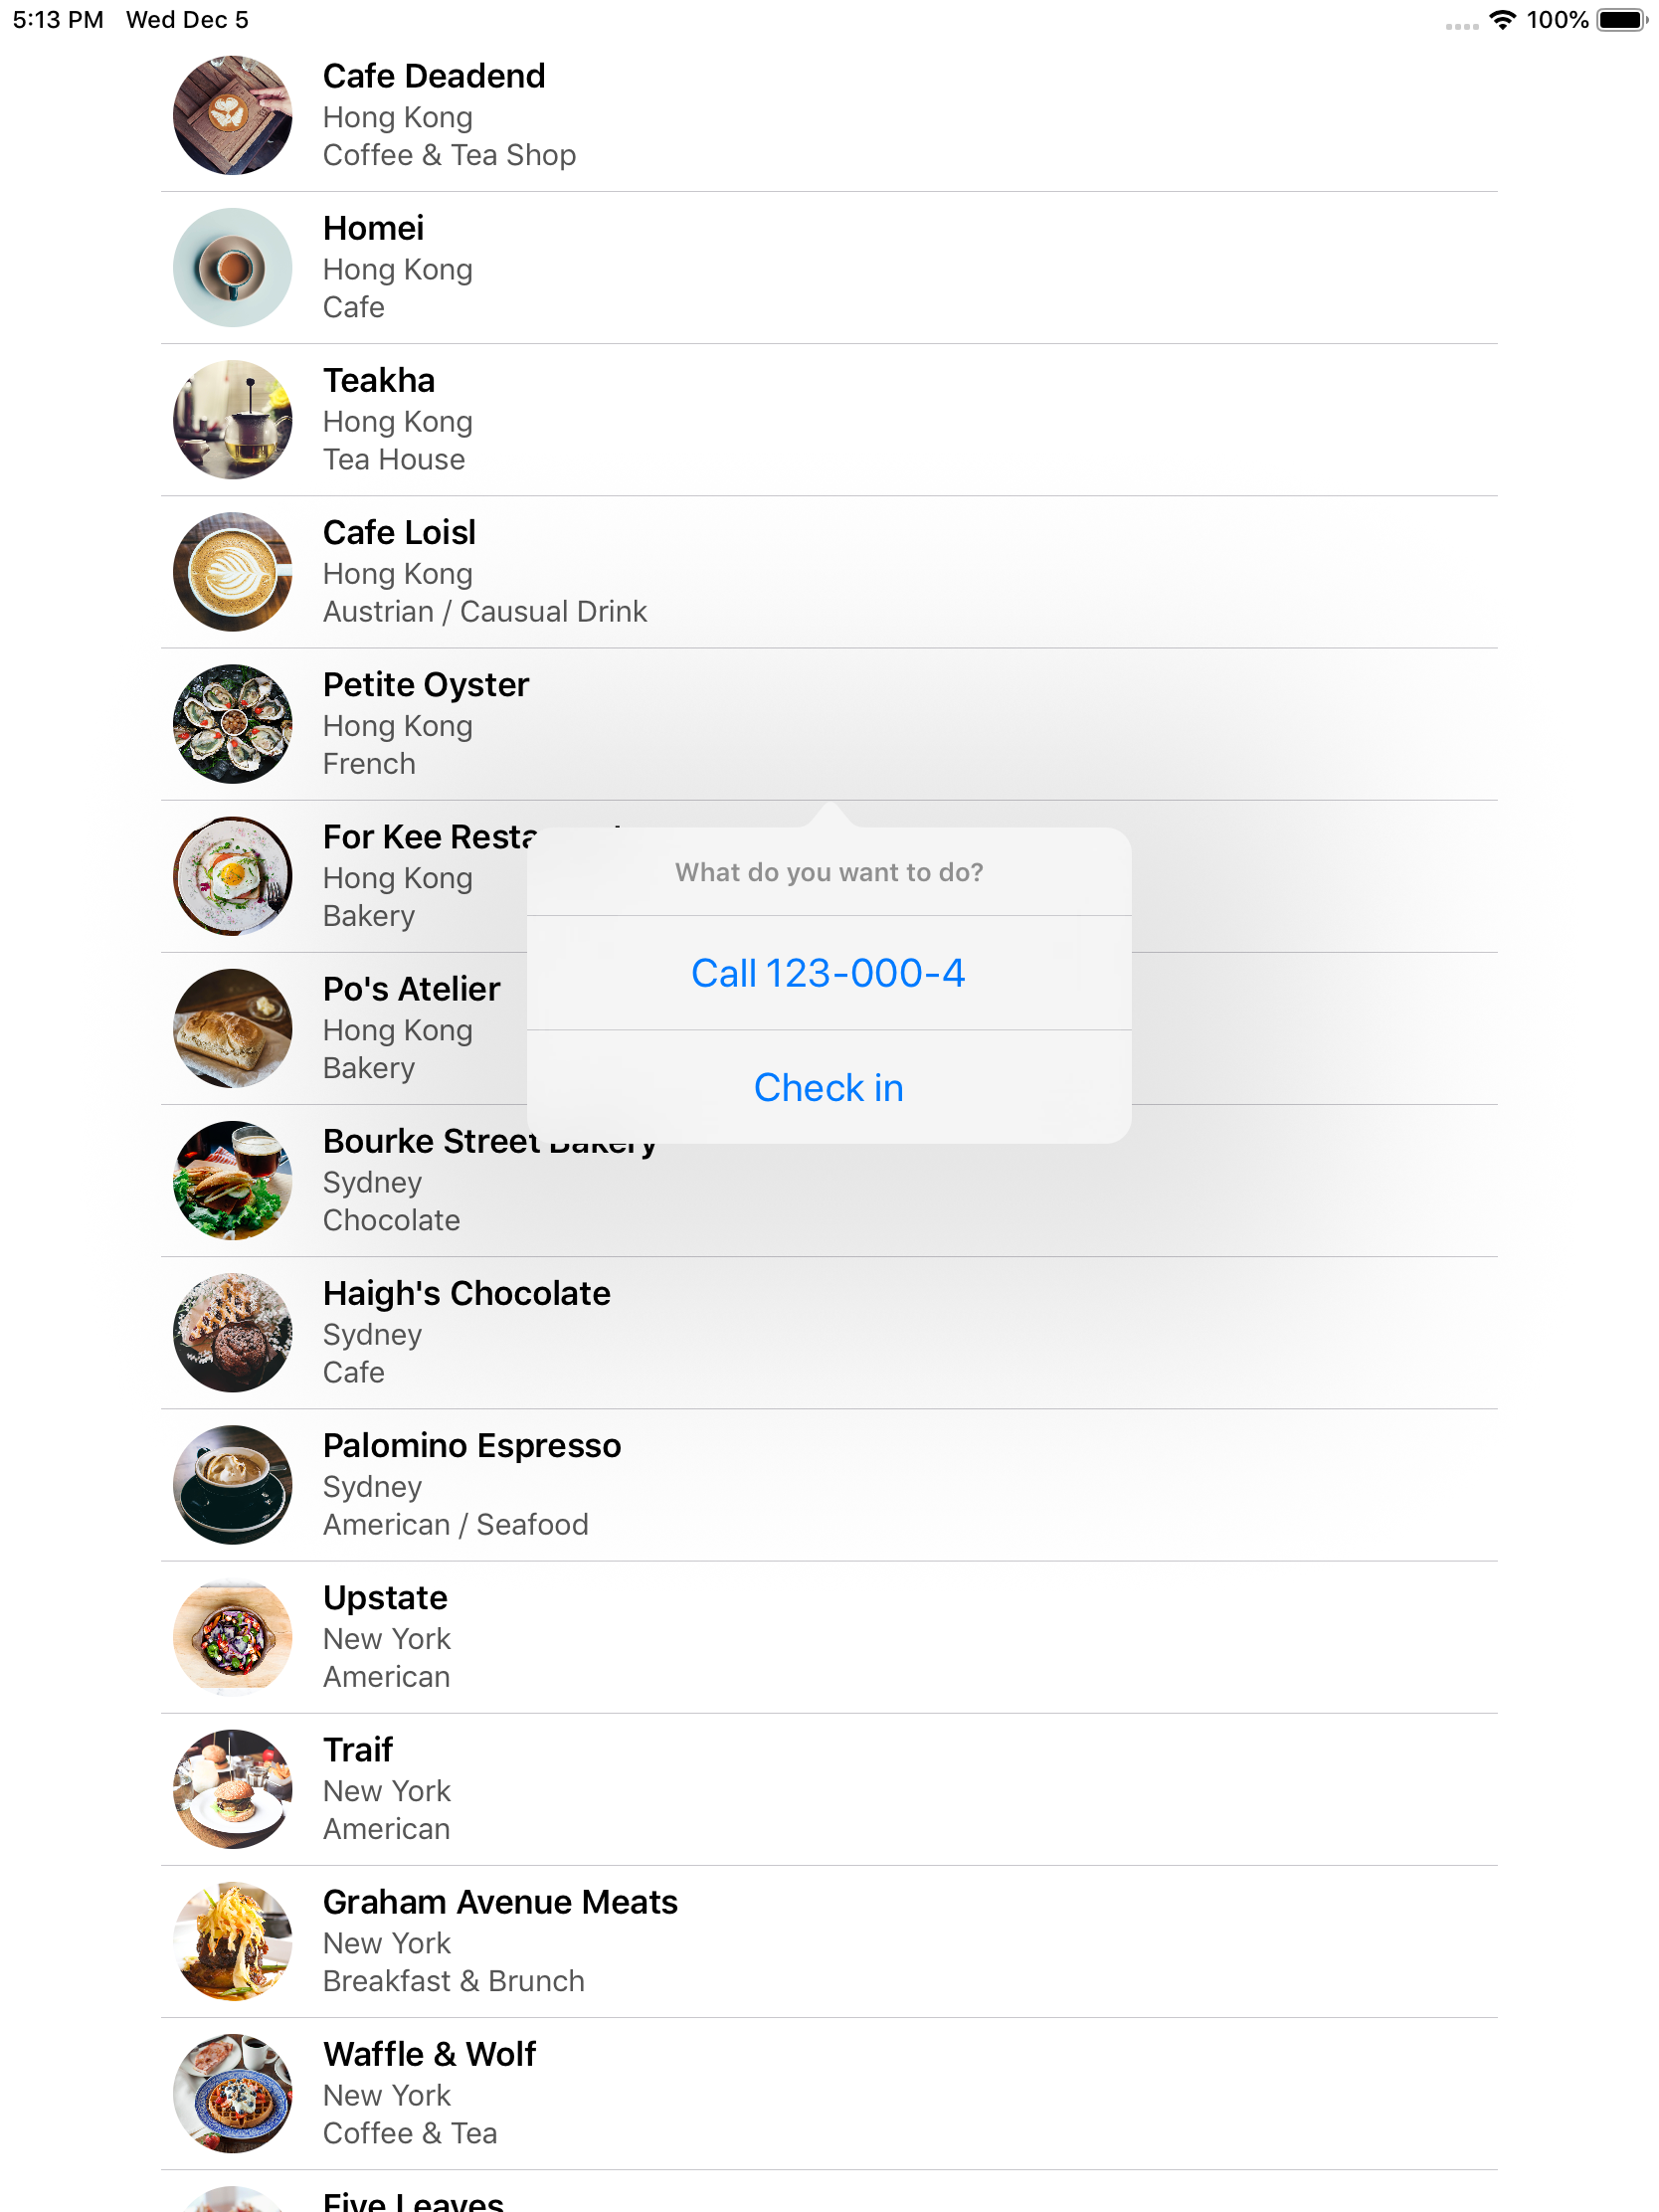 5:13 PM Wed Dec 5 100%
Cafe Deadend
Hong Kong
Coffee & Tea Shop
Homei
Hong Kong
Cafe
Teakha
Hong Kong
Tea House
Cafe Loisl
Hong Kong
Austrian / Causual Drink
Petite Oyster
Hong Kong
French
For Kee
Hong Kong
Bakery
What do you want to do?
Call 123-000-4
Check in
Po's Atelier
Hong Kong
Bakery
Bourke Street Bakery
Sydney
Chocolate
Haigh's Chocolate
Sydney
Cafe
Palomino Espresso
Sydney
American / Seafood
Upstate
New York
American
Traif
New York
American
Graham Avenue Meats
New York
Breakfast & Brunch
Waffle & Wolf
New York
Coffee & Tea
Five Leaves